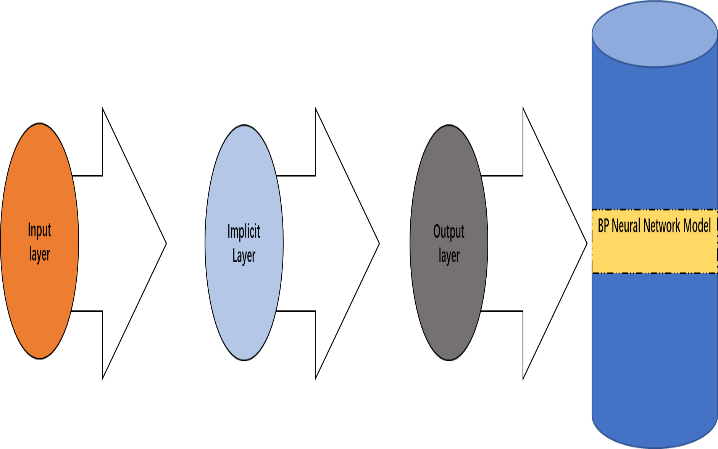 Input
layer
Implicit
Layer
Output
layer
BP Neural Network Model